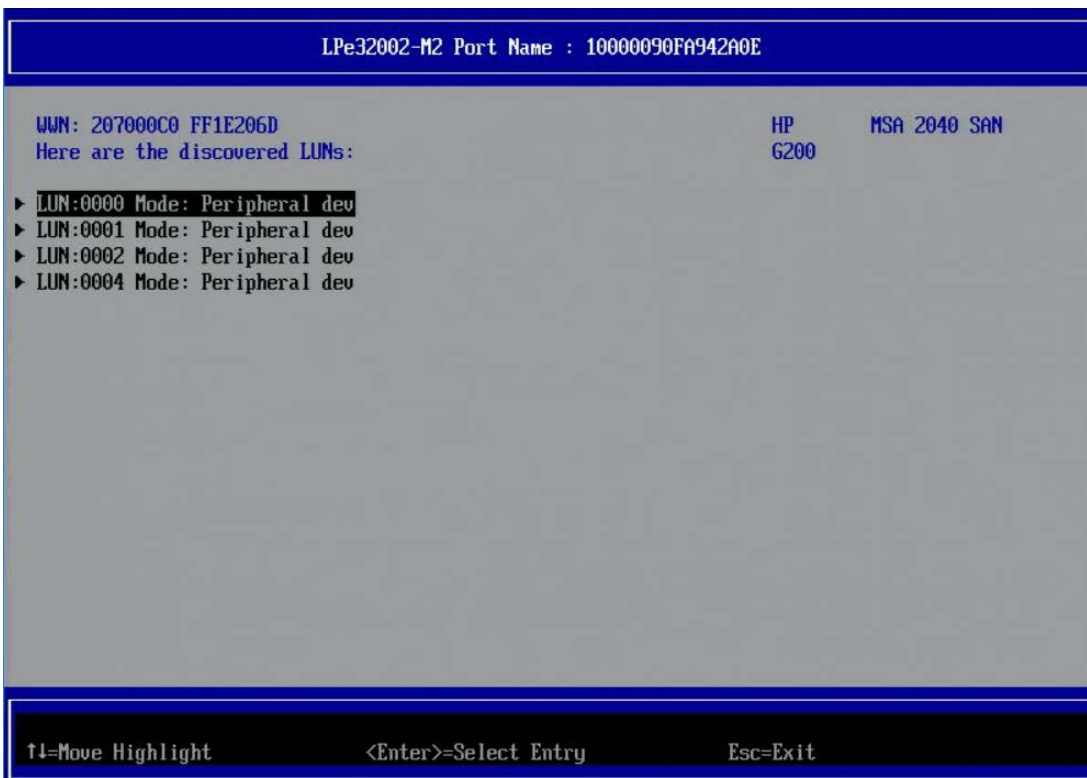 LPe32002-M2 Port Name : 10000090FA942A0E
WWN: 207000C0 FF1E206D HP MSA 2040 SAN
Here are the discovered LUNs: G200
▶ LUN:0000 Mode: Peripheral dev
▶ LUN:0001 Mode: Peripheral dev
▶ LUN:0002 Mode: Peripheral dev
▶ LUN:0004 Mode: Peripheral dev
↑↓=Move Highlight <Enter>=Select Entry Esc=Exit